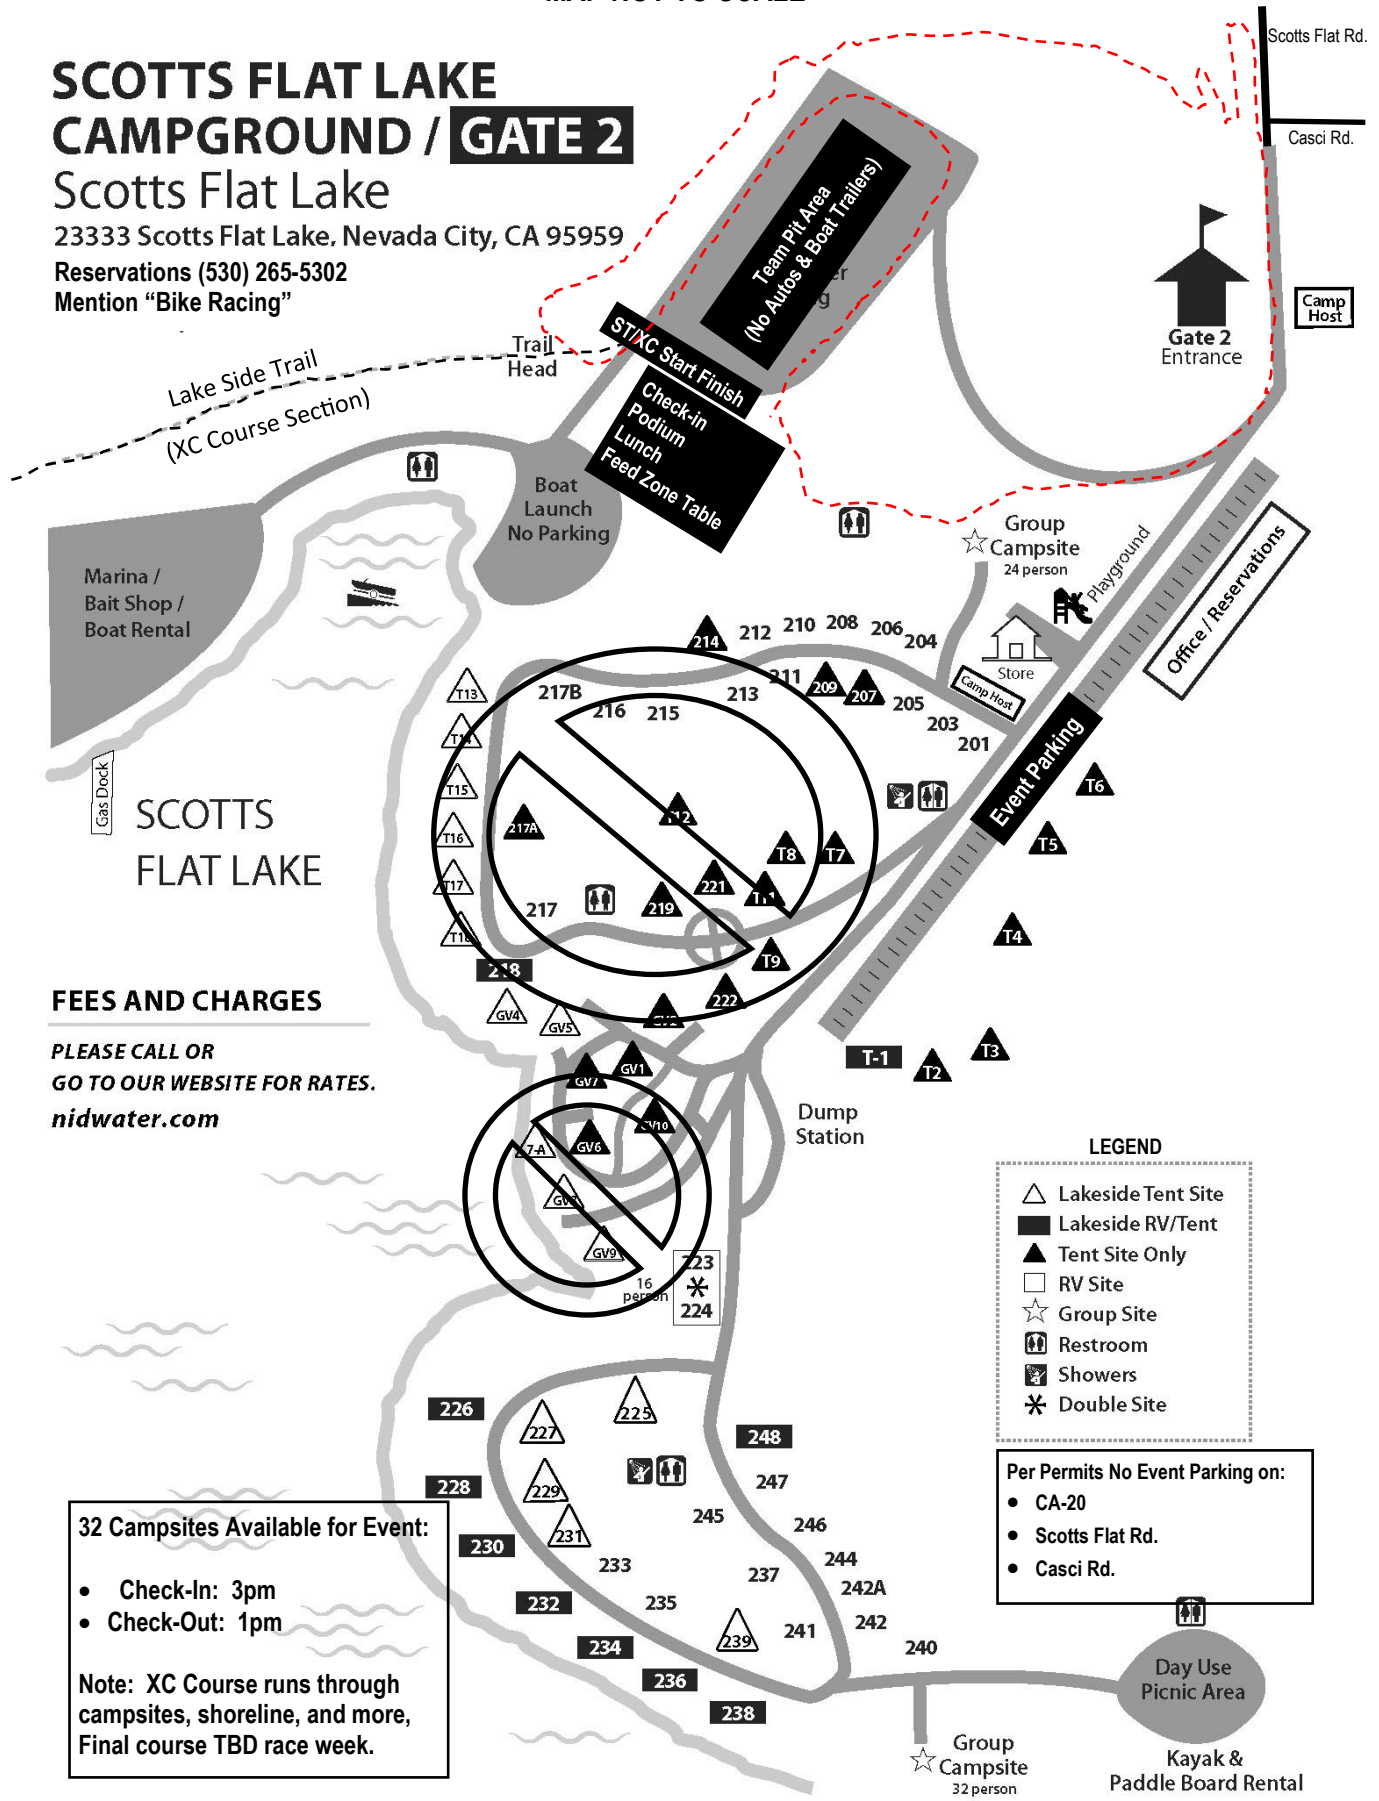 SCOTTS FLAT LAKE
CAMPGROUND / GATE 2
Scotts Flat Lake
23333 Scotts Flat Lake, Nevada City, CA 95959
Reservations (530) 265-5302
Mention “Bike Racing”
Scotts Flat Rd.
Casci Rd.
Team Pit Area
(No Autos & Boat Trailers)
Camp
Host
Gate 2
Entrance
ST/XC Start Finish
Check-in
Podium
Lunch
Feed Zone Table
Trail
Head
Lake Side Trail
(XC Course Section)
Boat
Launch
No Parking
Marina /
Bait Shop /
Boat Rental
Group
Campsite
24 person
Playground
Office / Reservations
Store
Camp Host
Event Parking
214
212
210
208
206
204
211
209
207
205
203
201
213
215
216
217B
T13
T14
T15
T16
T17
T18
217A
T8
T7
221
219
217
T9
218
222
T6
T5
T4
T3
T2
T-1
Gas Dock
SCOTTS
FLAT LAKE
GV4
GV5
GV7
GV1
GV10
GV6
7-A
GV9
FEES AND CHARGES
PLEASE CALL OR
GO TO OUR WEBSITE FOR RATES.
nidwater.com
Dump
Station
16
person
223
224
LEGEND
Lakeside Tent Site
Lakeside RV/Tent
Tent Site Only
RV Site
Group Site
Restroom
Showers
Double Site
226
227
225
248
228
229
247
231
245
246
230
233
244
237
242A
232
235
242
241
239
240
234
236
238
Per Permits No Event Parking on:
• CA-20
• Scotts Flat Rd.
• Casci Rd.
32 Campsites Available for Event:
• Check-In: 3pm
• Check-Out: 1pm
Note: XC Course runs through
campsites, shoreline, and more,
Final course TBD race week.
Day Use
Picnic Area
Kayak &
Paddle Board Rental
Group
Campsite
32 person